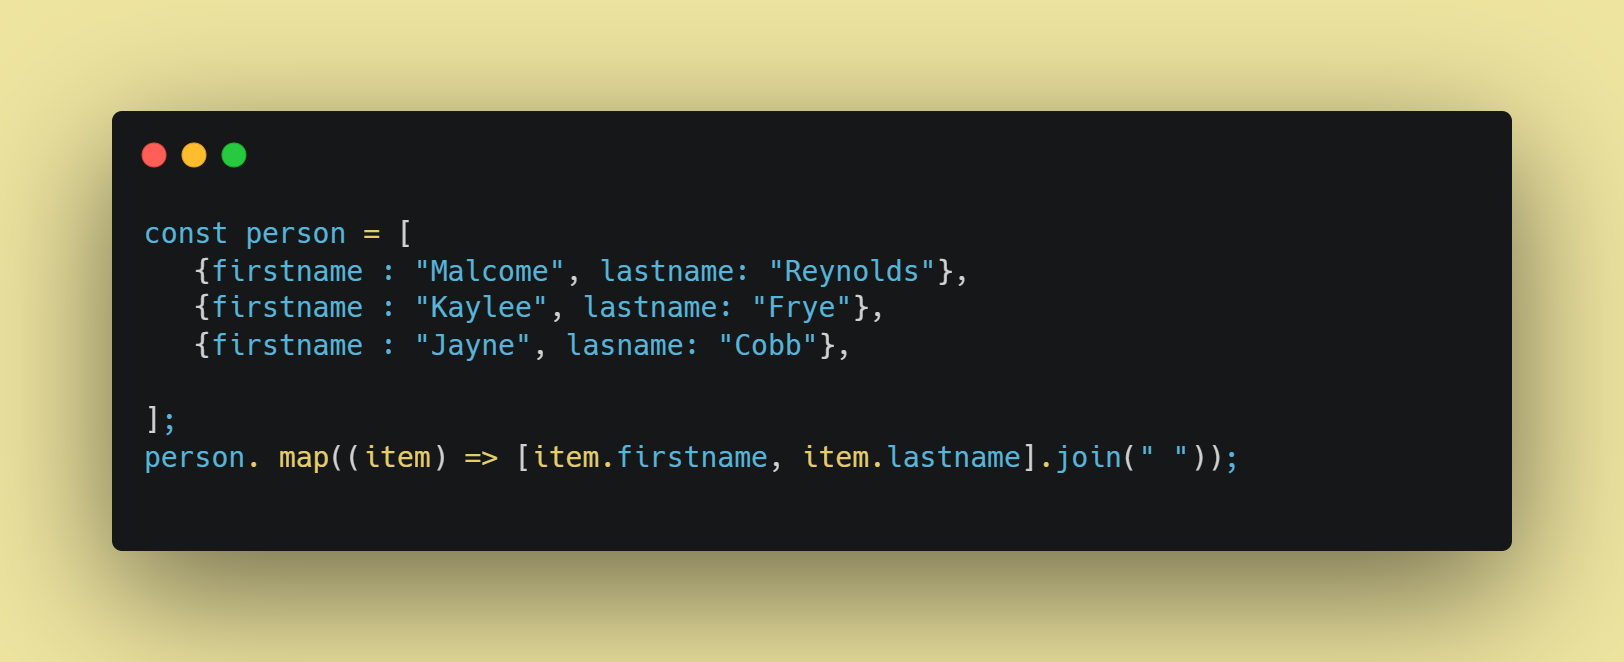 const person = [
{firstname : "Malcome", lastname: "Reynolds"},
{firstname : "Kaylee", lastname: "Frye"},
{firstname : "Jayne", lasname: "Cobb"},
];
person. map((item) => [item.firstname, item.lastname].join(" "));